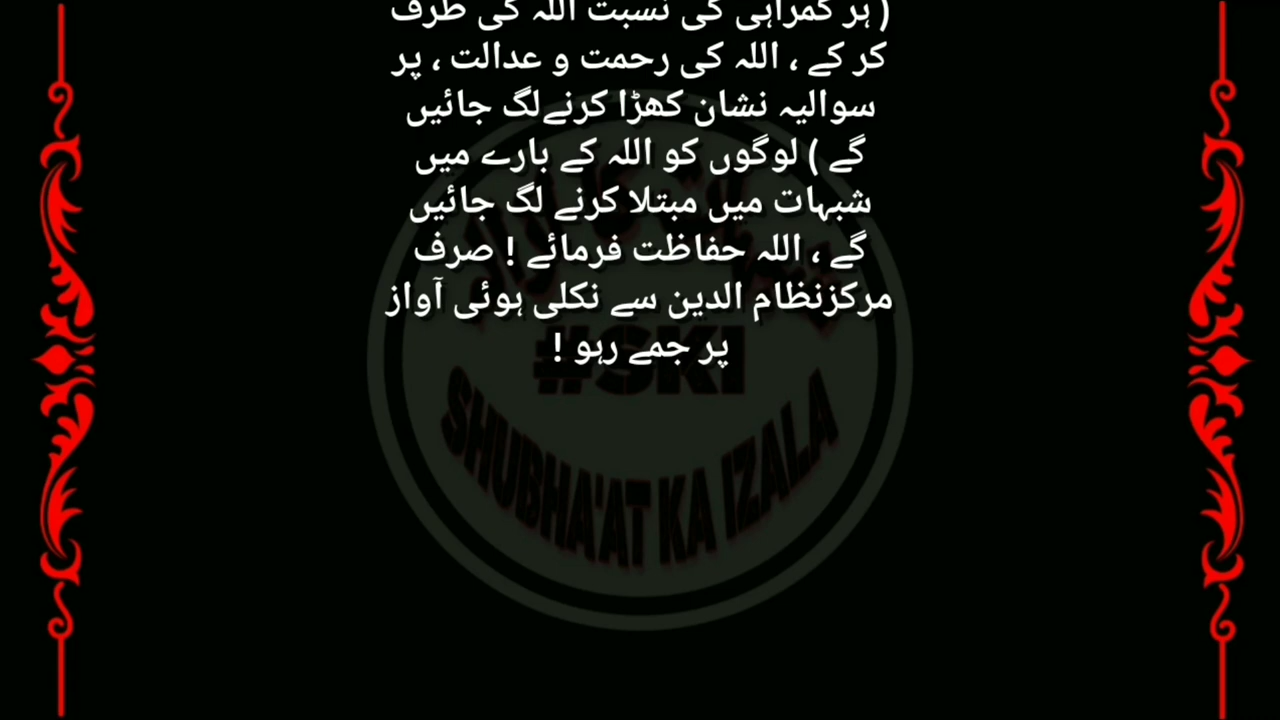 ( ہر گمراہی کی نسبت اللہ کی طرف
کر کے ، اللہ کی رحمت و عدالت ، پر
سوالیہ نشان کھڑا کرنےلگ جائیں
گے ) لوگوں کو اللہ کے بارے میں
شبہات میں مبتلا کرنے لگ جائیں
گے ، اللہ حفاظت فرمائے ! صرف
مرکزنظام الدین سے نکلی ہوئی آواز
پر جمے رہو !
#SKI
SHUBHA'AT KA IZALA